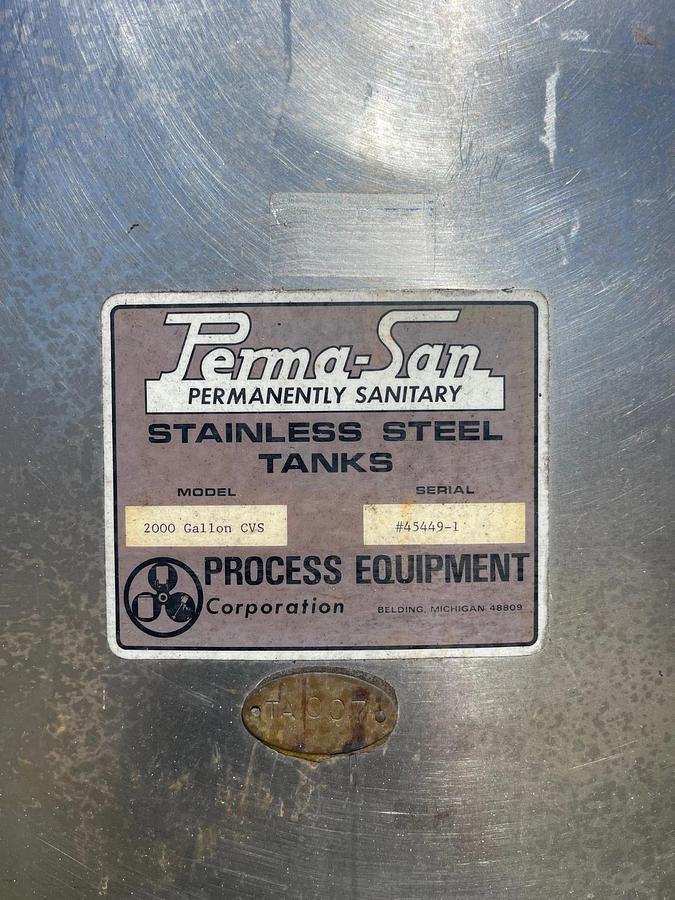 Perma-San
PERMANENTLY SANITARY
STAINLESS STEEL
TANKS
MODEL SERIAL
2000 Gallon CVS #45449-1
PROCESS EQUIPMENT
Corporation BELDING, MICHIGAN 48809